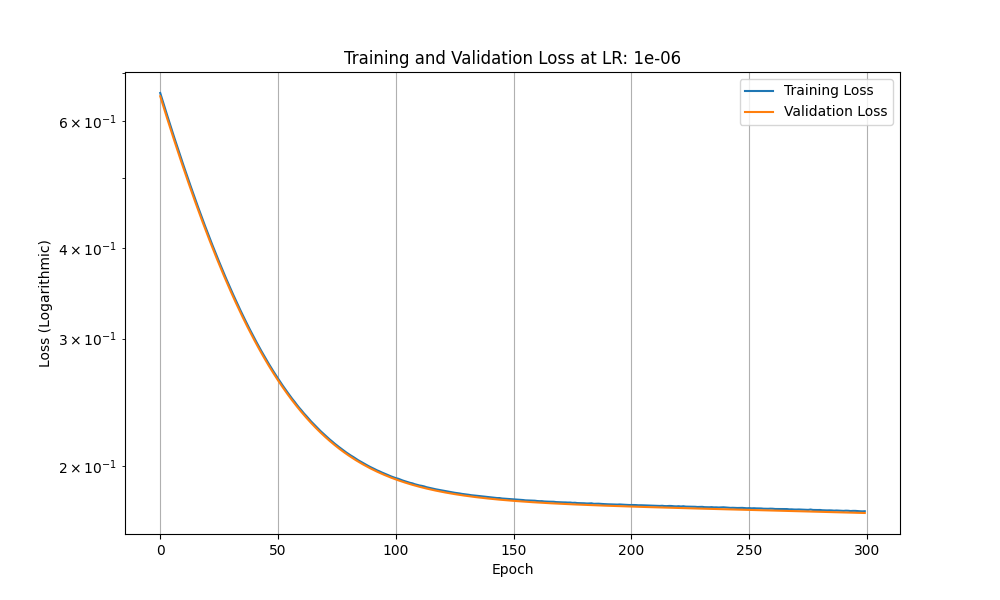 Training and Validation Loss at LR: 1e-06
Training Loss
Validation Loss
Loss (Logarithmic)
6 × 10⁻¹
4 × 10⁻¹
3 × 10⁻¹
2 × 10⁻¹
0 50 100 150 200 250 300
Epoch